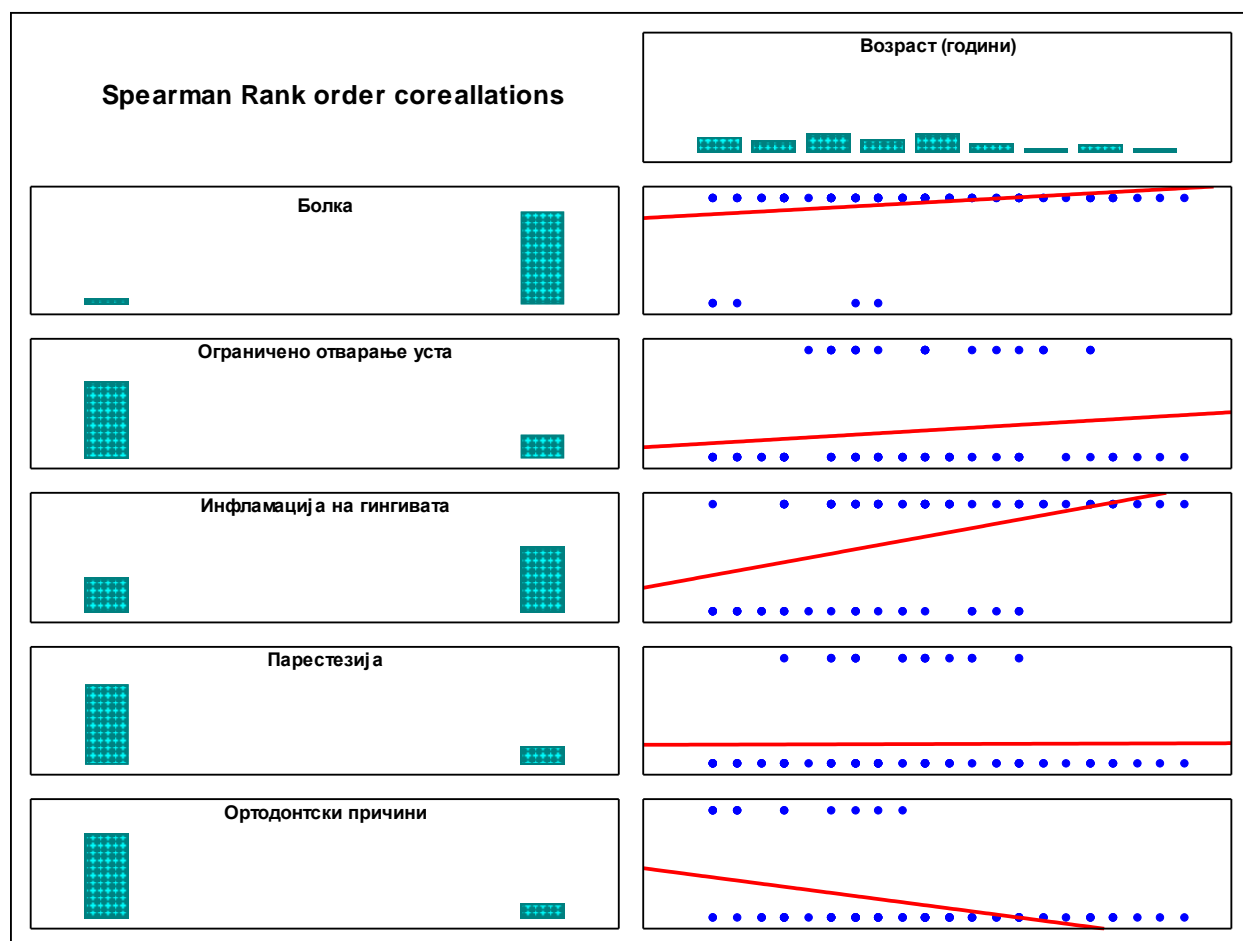 Возраст (години)
Spearman Rank order coreallations
Болка
Ограничено отварање уста
Инфламација на гингивата
Парестезија
Ортодонтски причини